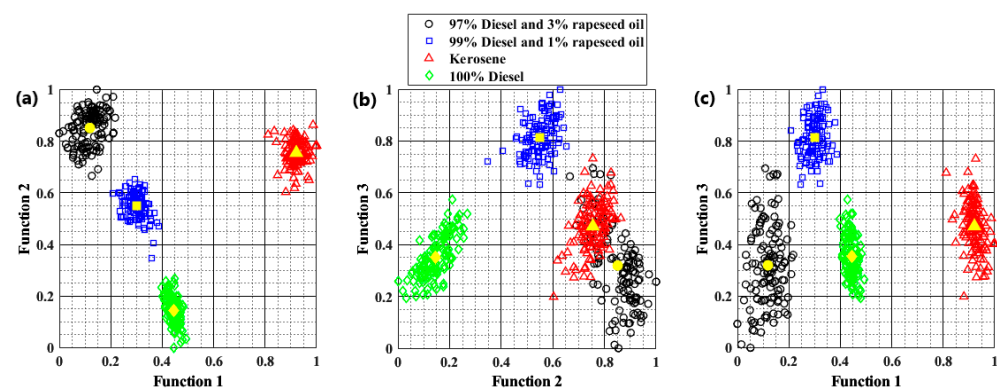 97% Diesel and 3% rapeseed oil
99% Diesel and 1% rapeseed oil
Kerosene
100% Diesel
(a)
1
0.8
0.6
0.4
0.2
0
Function 2
0 0.2 0.4 0.6 0.8 1
Function 1
(b)
1
0.8
0.6
0.4
0.2
0
Function 3
0 0.2 0.4 0.6 0.8 1
Function 2
(c)
1
0.8
0.6
0.4
0.2
0
Function 3
0 0.2 0.4 0.6 0.8 1
Function 1